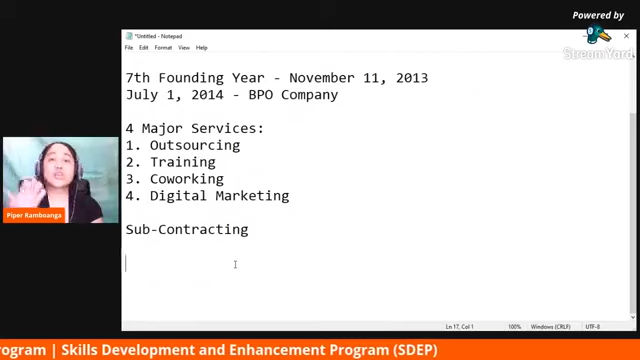 Powered by
StreamYard
*Untitled - Notepad
File Edit Format View Help
7th Founding Year - November 11, 2013
July 1, 2014 - BPO Company
4 Major Services:
1. Outsourcing
2. Training
3. Coworking
4. Digital Marketing
Sub-Contracting
Piper Ramboanga
Ln 17, Col 1 100% Windows (CRLF) UTF-8
rogram | Skills Development and Enhancement Program (SDEP)